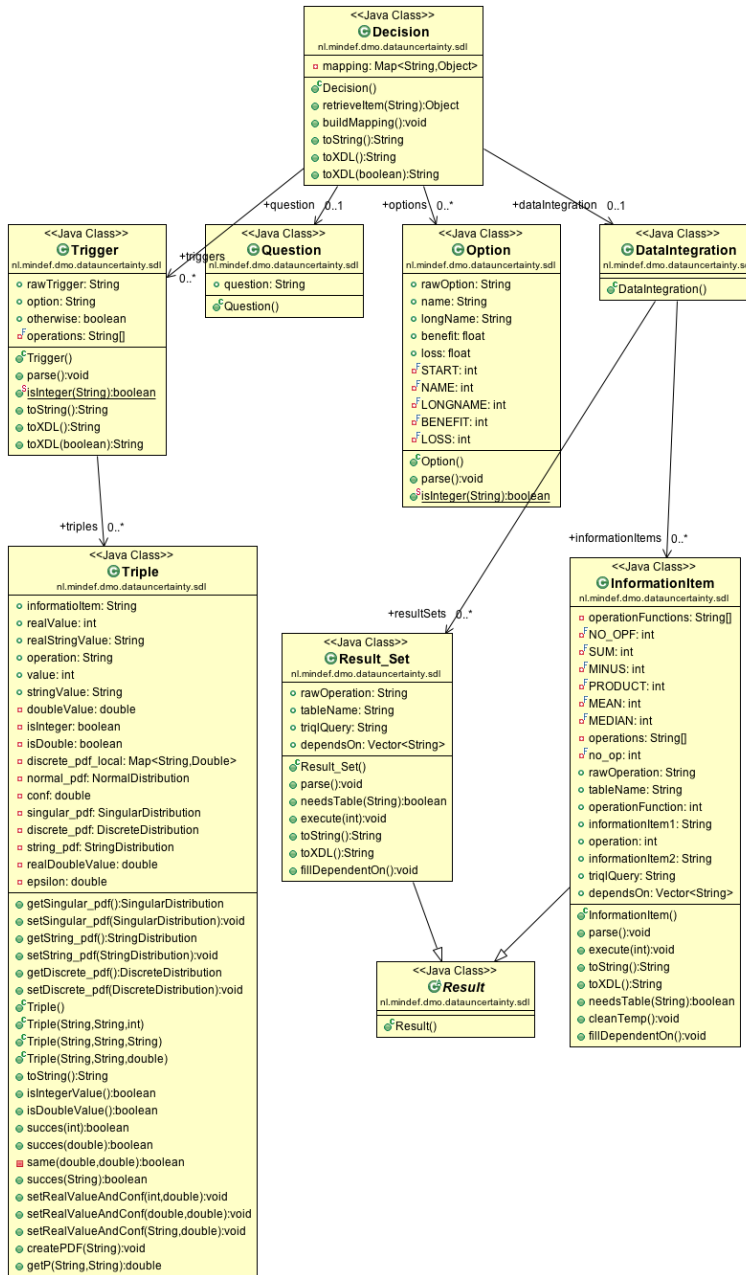 <<Java Class>>
Decision
nl.mindef.dmo.datauncertainty.sdl
mapping: Map<String,Object>
Decision()
retrieveItem(String):Object
buildMapping():void
toString():String
toXDL():String
toXDL(boolean):String
+question 0..1
+options 0..*
+dataIntegration 0..1
+triggers
0..*
<<Java Class>>
Trigger
nl.mindef.dmo.datauncertainty.sdl
rawTrigger: String
option: String
otherwise: boolean
operations: String[]
Trigger()
parse():void
isInteger(String):boolean
toString():String
toXDL():String
toXDL(boolean):String
<<Java Class>>
Question
nl.mindef.dmo.datauncertainty.sdl
question: String
Question()
<<Java Class>>
Option
nl.mindef.dmo.datauncertainty.sdl
rawOption: String
name: String
longName: String
benefit: float
loss: float
START: int
NAME: int
LONGNAME: int
BENEFIT: int
LOSS: int
Option()
parse():void
isInteger(String):boolean
<<Java Class>>
DataIntegration
nl.mindef.dmo.datauncertainty.sdl
DataIntegration()
+triples 0..*
+resultSets 0..*
+informationItems 0..*
<<Java Class>>
Triple
nl.mindef.dmo.datauncertainty.sdl
informatioItem: String
realValue: int
realStringValue: String
operation: String
value: int
stringValue: String
doubleValue: double
isInteger: boolean
isDouble: boolean
discrete_pdf_local: Map<String,Double>
normal_pdf: NormalDistribution
conf: double
singular_pdf: SingularDistribution
discrete_pdf: DiscreteDistribution
string_pdf: StringDistribution
realDoubleValue: double
epsilon: double
getSingular_pdf():SingularDistribution
setSingular_pdf(SingularDistribution):void
getString_pdf():StringDistribution
setString_pdf(StringDistribution):void
getDiscrete_pdf():DiscreteDistribution
setDiscrete_pdf(DiscreteDistribution):void
Triple()
Triple(String,String,int)
Triple(String,String,String)
Triple(String,String,double)
toString():String
isIntegerValue():boolean
isDoubleValue():boolean
succes(int):boolean
succes(double):boolean
same(double,double):boolean
succes(String):boolean
setRealValueAndConf(int,double):void
setRealValueAndConf(double,double):void
setRealValueAndConf(String,double):void
createPDF(String):void
getP(String,String):double
<<Java Class>>
Result_Set
nl.mindef.dmo.datauncertainty.sdl
rawOperation: String
tableName: String
triqlQuery: String
dependsOn: Vector<String>
Result_Set()
parse():void
needsTable(String):boolean
execute(int):void
toString():String
toXDL():String
fillDependentOn():void
<<Java Class>>
InformationItem
nl.mindef.dmo.datauncertainty.sdl
operationFunctions: String[]
NO_OPF: int
SUM: int
MINUS: int
PRODUCT: int
MEAN: int
MEDIAN: int
operations: String[]
no_op: int
rawOperation: String
tableName: String
operationFunction: int
informationItem1: String
operation: int
informationItem2: String
triqlQuery: String
dependsOn: Vector<String>
InformationItem()
parse():void
execute(int):void
toString():String
toXDL():String
needsTable(String):boolean
cleanTemp():void
fillDependentOn():void
<<Java Class>>
Result
nl.mindef.dmo.datauncertainty.sdl
Result()